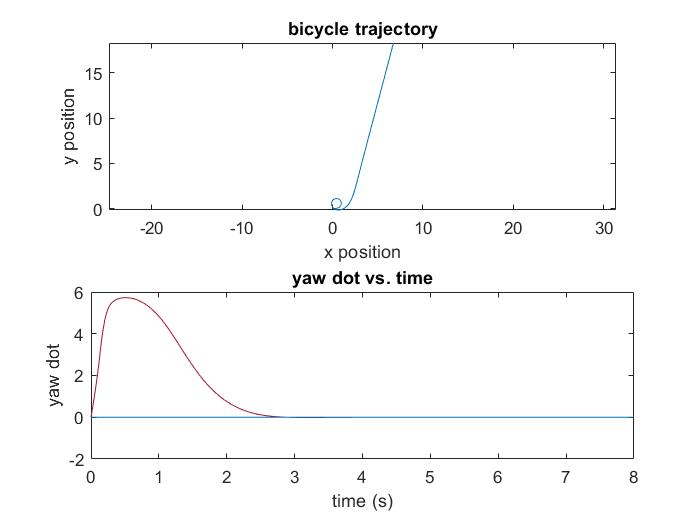 bicycle trajectory
15
10
5
0
-20 -10 0 10 20 30
y position
x position
yaw dot vs. time
6
4
2
0
-2
0 1 2 3 4 5 6 7 8
yaw dot
time (s)